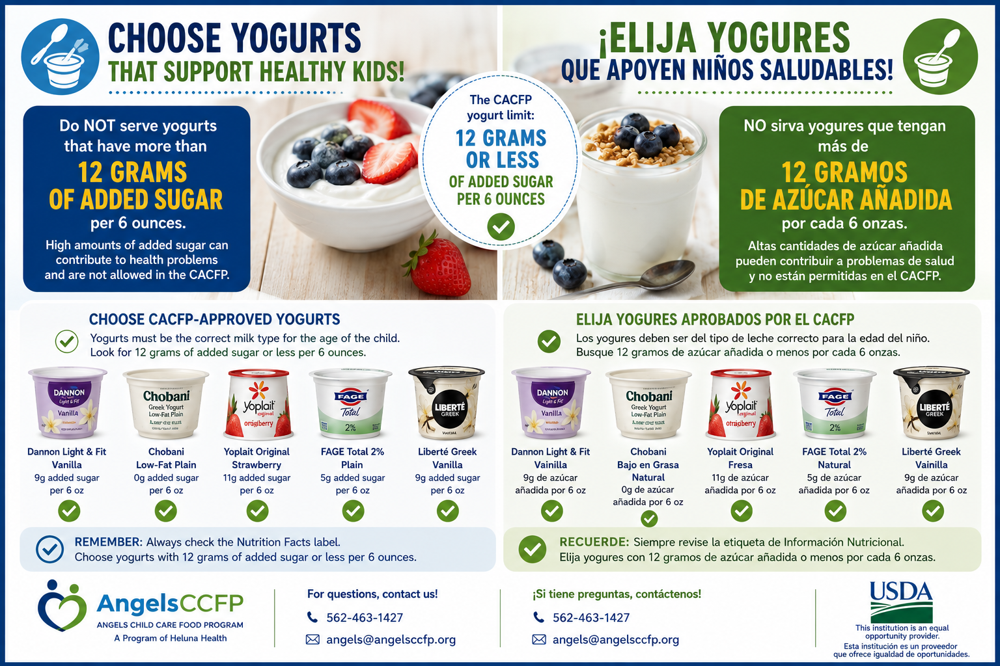 CHOOSE YOGURTS
THAT SUPPORT HEALTHY KIDS!
Do NOT serve yogurts
that have more than
12 GRAMS
OF ADDED SUGAR
per 6 ounces.
High amounts of added sugar can
contribute to health problems
and are not allowed in the CACFP.
The CACFP
yogurt limit:
12 GRAMS
OR LESS
OF ADDED SUGAR
PER 6 OUNCES
¡ELIJA YOGURES
QUE APOYEN NIÑOS SALUDABLES!
NO sirva yogures que tengan
más de
12 GRAMOS
DE AZÚCAR AÑADIDA
por cada 6 onzas.
Altas cantidades de azúcar añadida
pueden contribuir a problemas de salud
y no están permitidas en el CACFP.
CHOOSE CACFP-APPROVED YOGURTS
Yogurts must be the correct milk type for the age of the child.
Look for 12 grams of added sugar or less per 6 ounces.
DANNON
Light & Fit
Vanilla
Chobani
Greek Yogurt
Low-Fat Plain
Yoplait
original
FAGE
Total
2%
LIBERTÉ
GREEK
Dannon Light & Fit
Vanilla
9g added sugar
per 6 oz
Chobani
Low-Fat Plain
0g added sugar
per 6 oz
Yoplait Original
Strawberry
11g added sugar
per 6 oz
FAGE Total 2%
Plain
5g added sugar
per 6 oz
Liberté Greek
Vanilla
9g added sugar
per 6 oz
REMEMBER: Always check the Nutrition Facts label.
Choose yogurts with 12 grams of added sugar or less per 6 ounces.
ELIJA YOGURES APROBADOS POR EL CACFP
Los yogures deben ser del tipo de leche correcto para la edad del niño.
Busque 12 gramos de azúcar añadida o menos por cada 6 onzas.
DANNON
Light & Fit
Vanilla
Chobani
Greek Yogurt
Low-Fat Plain
Yoplait
original
FAGE
Total
2%
LIBERTÉ
GREEK
Dannon Light & Fit
Vainilla
9g de azúcar
añadida por 6 oz
Chobani
Bajo en Grasa
Natural
0g de azúcar
añadida por 6 oz
Yoplait Original
Fresa
11g de azúcar
añadida por 6 oz
FAGE Total 2%
Natural
5g de azúcar
añadida por 6 oz
Liberté Greek
Vainilla
9g de azúcar
añadida por 6 oz
RECUERDE: Siempre revise la etiqueta de Información Nutricional.
Elija yogures con 12 gramos de azúcar añadida o menos por cada 6 onzas.
AngelsCCFP
ANGELS CHILD CARE FOOD PROGRAM
A Program of Heluna Health
For questions, contact us!
562-463-1427
angels@angelsccfp.org
¡Si tiene preguntas, contáctenos!
562-463-1427
angels@angelsccfp.org
USDA
This institution is an equal
opportunity provider.
Esta institución es un proveedor
que ofrece igualdad de oportunidades.